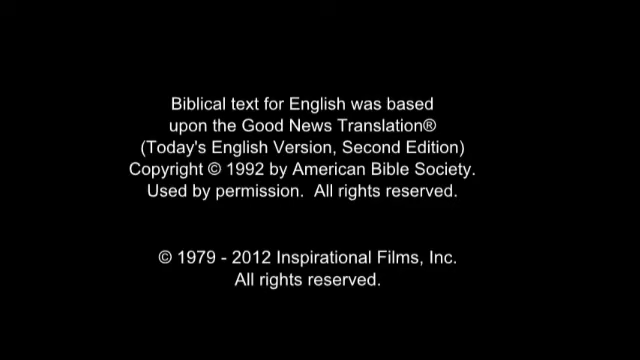 Biblical text for English was based
upon the Good News Translation®
(Today's English Version, Second Edition)
Copyright © 1992 by American Bible Society.
Used by permission.  All rights reserved.
© 1979 - 2012 Inspirational Films, Inc.
All rights reserved.